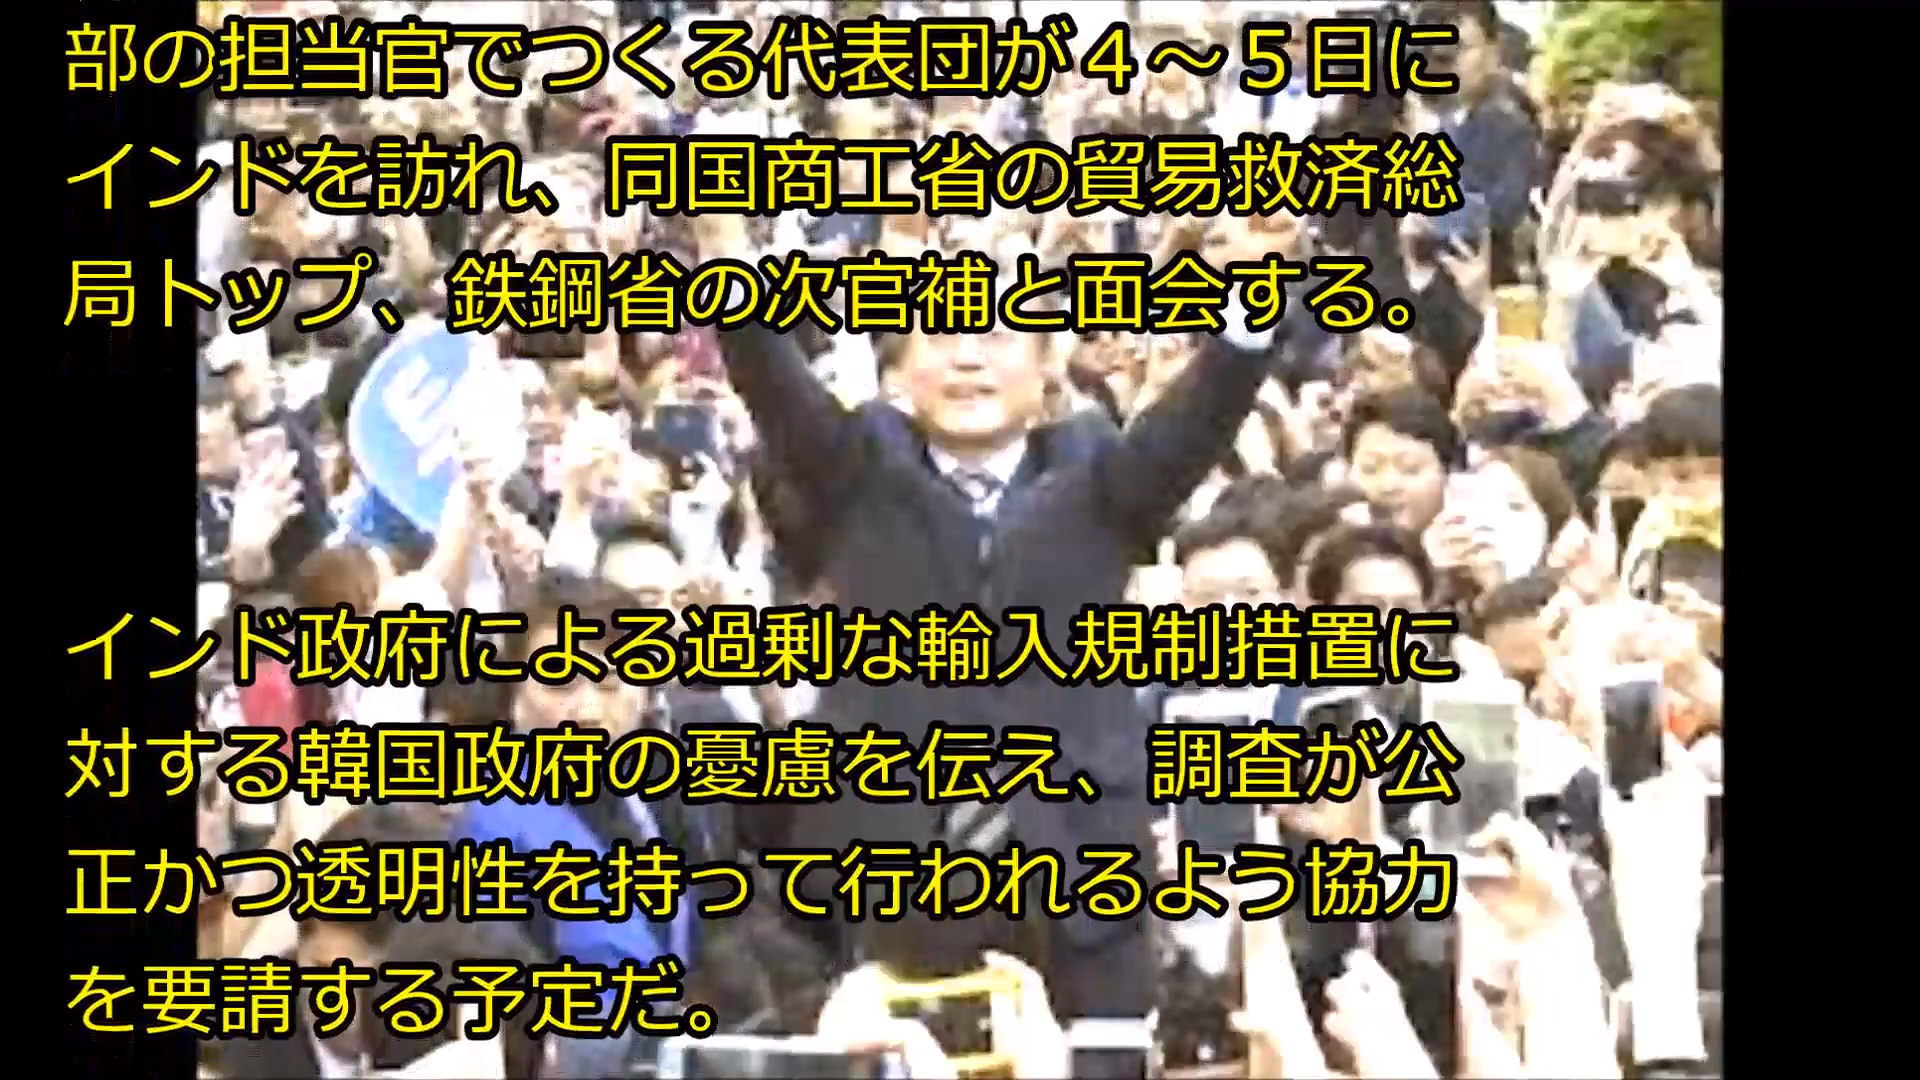 部の担当官でつくる代表団が４～５日に
インドを訪れ、同国商工省の貿易救済総
局トップ、鉄鋼省の次官補と面会する。
インド政府による過剰な輸入規制措置に
対する韓国政府の憂慮を伝え、調査が公
正かつ透明性を持って行われるよう協力
を要請する予定だ。